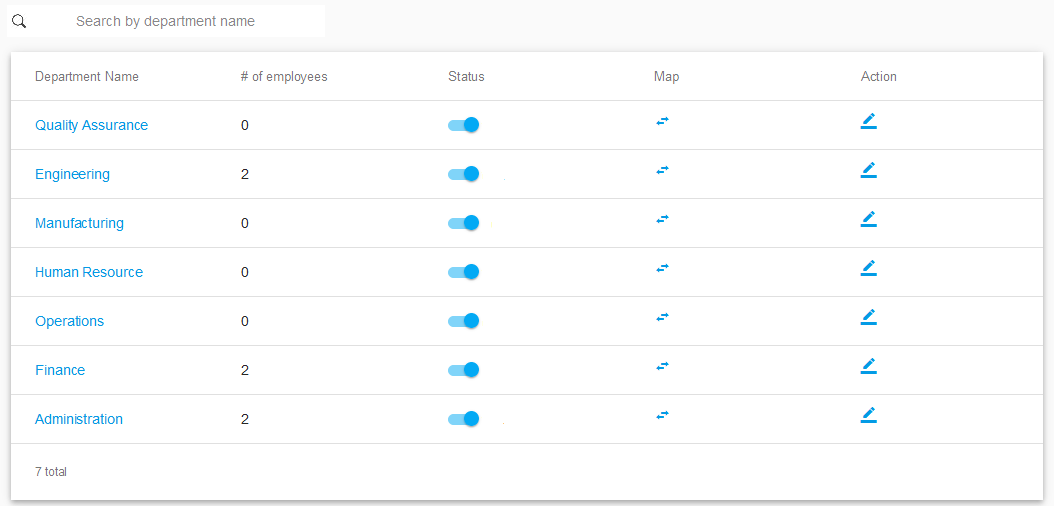 Search by department name
Department Name # of employees Status Map Action
Quality Assurance 0
Engineering 2
Manufacturing 0
Human Resource 0
Operations 0
Finance 2
Administration 2
7 total